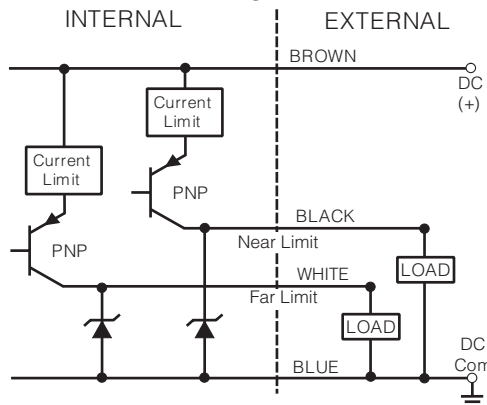 INTERNAL
EXTERNAL
BROWN
DC
(+)
Current
Limit
Current
Limit
PNP
PNP
BLACK
Near Limit
WHITE
Far Limit
LOAD
LOAD
BLUE
DC
Com